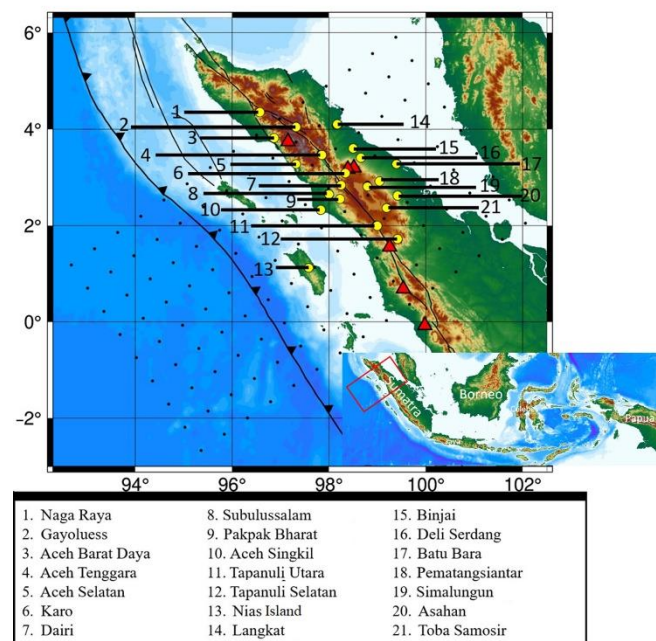 6°
4°
2°
0°
-2°
94°
96°
98°
100°
102°
1
2
3
4
5
6
7
8
9
10
11
12
13
14
15
16
17
18
19
20
21
Sumatra
Borneo
Papua
1. Naga Raya
2. Gayoluess
3. Aceh Barat Daya
4. Aceh Tenggara
5. Aceh Selatan
6. Karo
7. Dairi
8. Subulussalam
9. Pakpak Bharat
10. Aceh Singkil
11. Tapanuli Utara
12. Tapanuli Selatan
13. Nias Island
14. Langkat
15. Binjai
16. Deli Serdang
17. Batu Bara
18. Pematangsiantar
19. Simalungun
20. Asahan
21. Toba Samosir